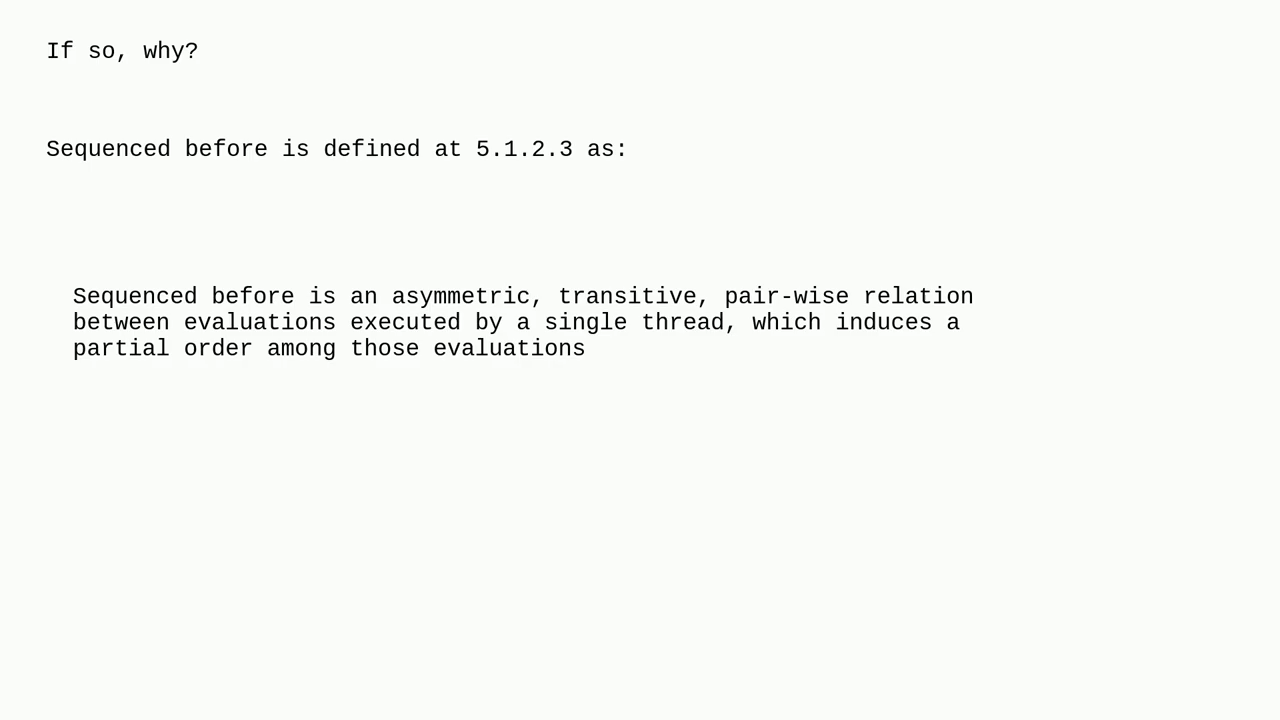 If so, why?
Sequenced before is defined at 5.1.2.3 as:
Sequenced before is an asymmetric, transitive, pair-wise relation
between evaluations executed by a single thread, which induces a
partial order among those evaluations